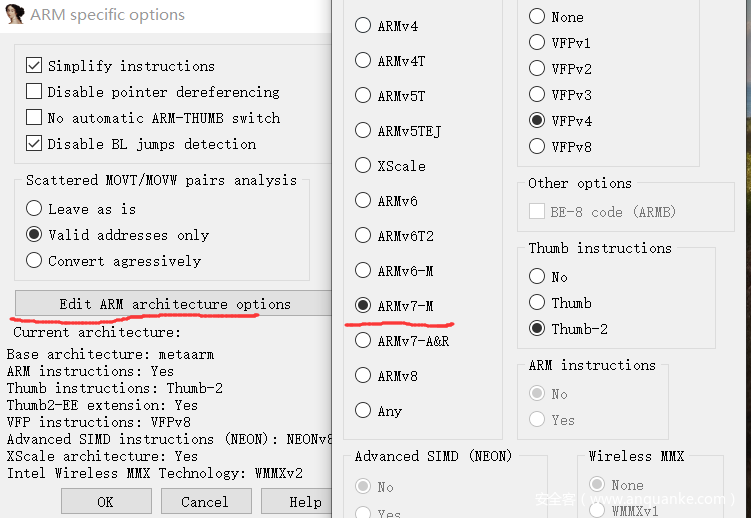 ARM specific options
Simplify instructions
Disable pointer dereferencing
No automatic ARM-THUMB switch
Disable BL jumps detection
Scattered MOVT/MOVW pairs analysis
Leave as is
Valid addresses only
Convert agressively
Edit ARM architecture options
Current architecture:
Base architecture: metaarm
ARM instructions: Yes
Thumb instructions: Thumb-2
Thumb2-EE extension: Yes
VFP instructions: VFPv8
Advanced SIMD instructions (NEON): NEONv8
XScale architecture: Yes
Intel Wireless MMX Technology: WMMXv2
OK
Cancel
Help
ARMv4
ARMv4T
ARMv5T
ARMv5TEJ
XScale
ARMv6
ARMv6T2
ARMv6-M
ARMv7-M
ARMv7-A&R
ARMv8
Any
Advanced SIMD (NEON)
No
Yes
None
VFPv1
VFPv2
VFPv3
VFPv4
VFPv8
Other options
BE-8 code (ARMB)
Thumb instructions
No
Thumb
Thumb-2
ARM instructions
No
Yes
Wireless MMX
None
WMMXv1
安全客（www.anquanke.com）